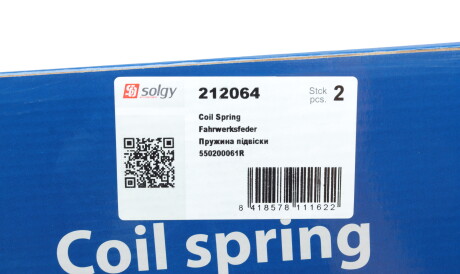 solgy
212064
Stck
pcs. 2
Coil Spring
Fahrwerksfeder
Пружина підвіски
550200061R
8 418578 111622
Coil spring